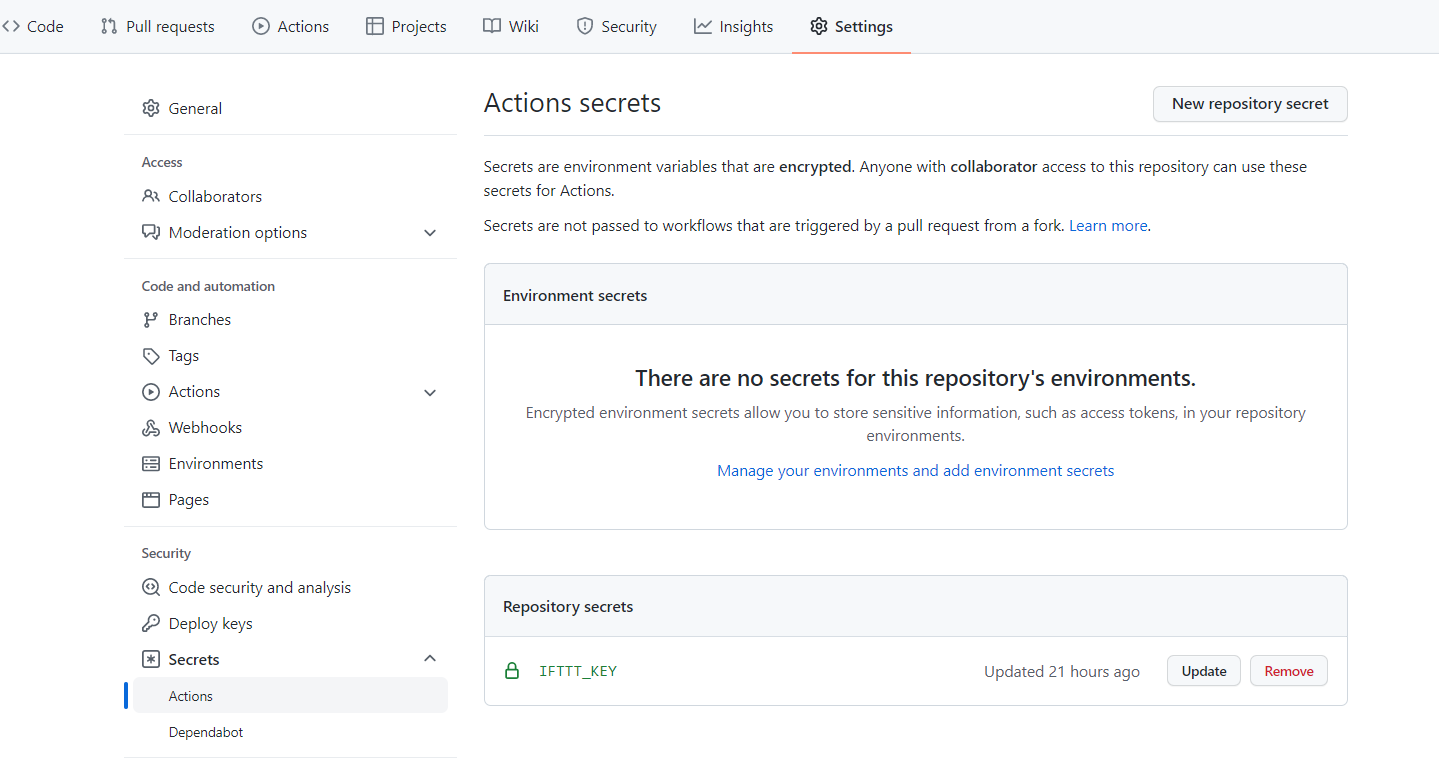 Code
Pull requests
Actions
Projects
Wiki
Security
Insights
Settings
General
Access
Collaborators
Moderation options
Code and automation
Branches
Tags
Actions
Webhooks
Environments
Pages
Security
Code security and analysis
Deploy keys
Secrets
Actions
Dependabot
Actions secrets
New repository secret
Secrets are environment variables that are encrypted. Anyone with collaborator access to this repository can use these
secrets for Actions.
Secrets are not passed to workflows that are triggered by a pull request from a fork. Learn more.
Environment secrets
There are no secrets for this repository's environments.
Encrypted environment secrets allow you to store sensitive information, such as access tokens, in your repository
environments.
Manage your environments and add environment secrets
Repository secrets
IFTTT_KEY
Updated 21 hours ago
Update
Remove